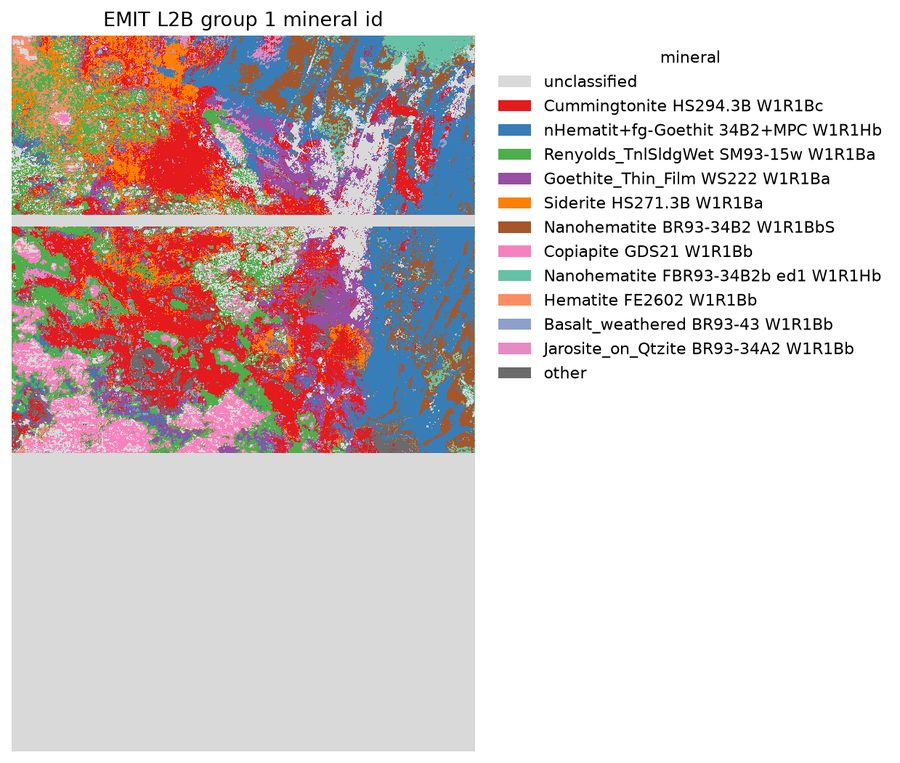 EMIT L2B group 1 mineral id
mineral
unclassified
Cummingtonite HS294.3B W1R1Bc
nHematit+fg-Goethit 34B2+MPC W1R1Hb
Renyolds_TnlSldgWet SM93-15w W1R1Ba
Goethite_Thin_Film WS222 W1R1Ba
Siderite HS271.3B W1R1Ba
Nanohematite BR93-34B2 W1R1BbS
Copiapite GDS21 W1R1Bb
Nanohematite FBR93-34B2b ed1 W1R1Hb
Hematite FE2602 W1R1Bb
Basalt_weathered BR93-43 W1R1Bb
Jarosite_on_Qtzite BR93-34A2 W1R1Bb
other